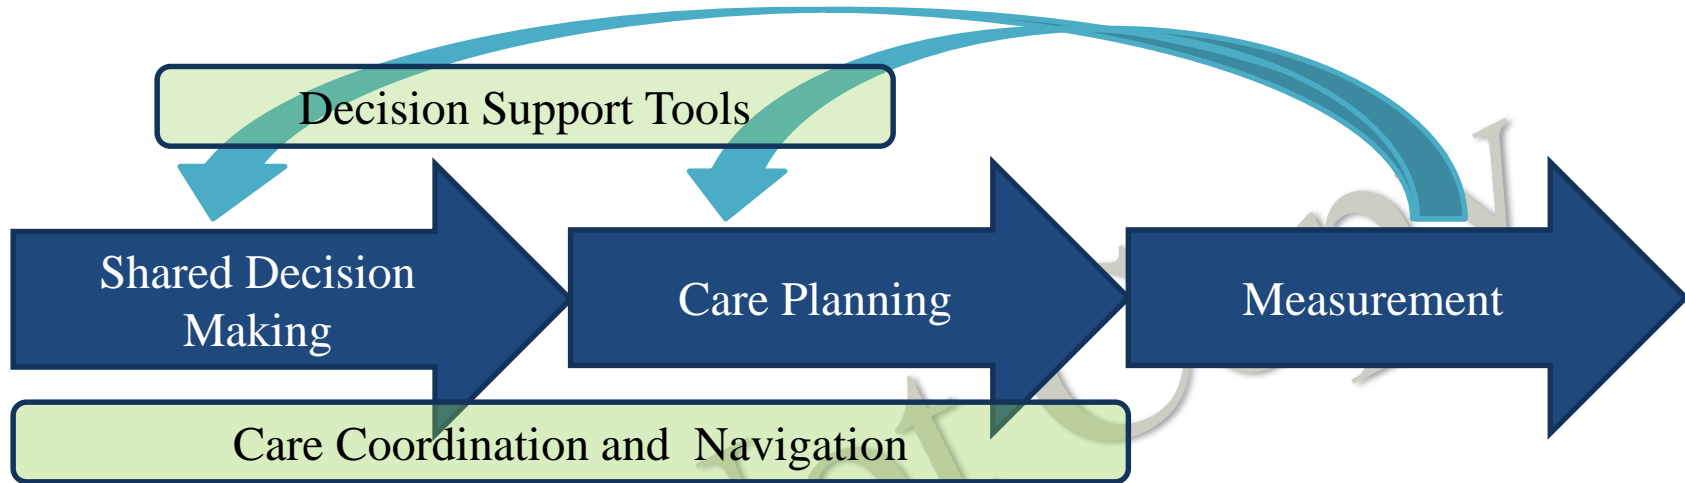 Decision Support Tools
Shared Decision
Making
Care Planning
Measurement
Care Coordination and Navigation